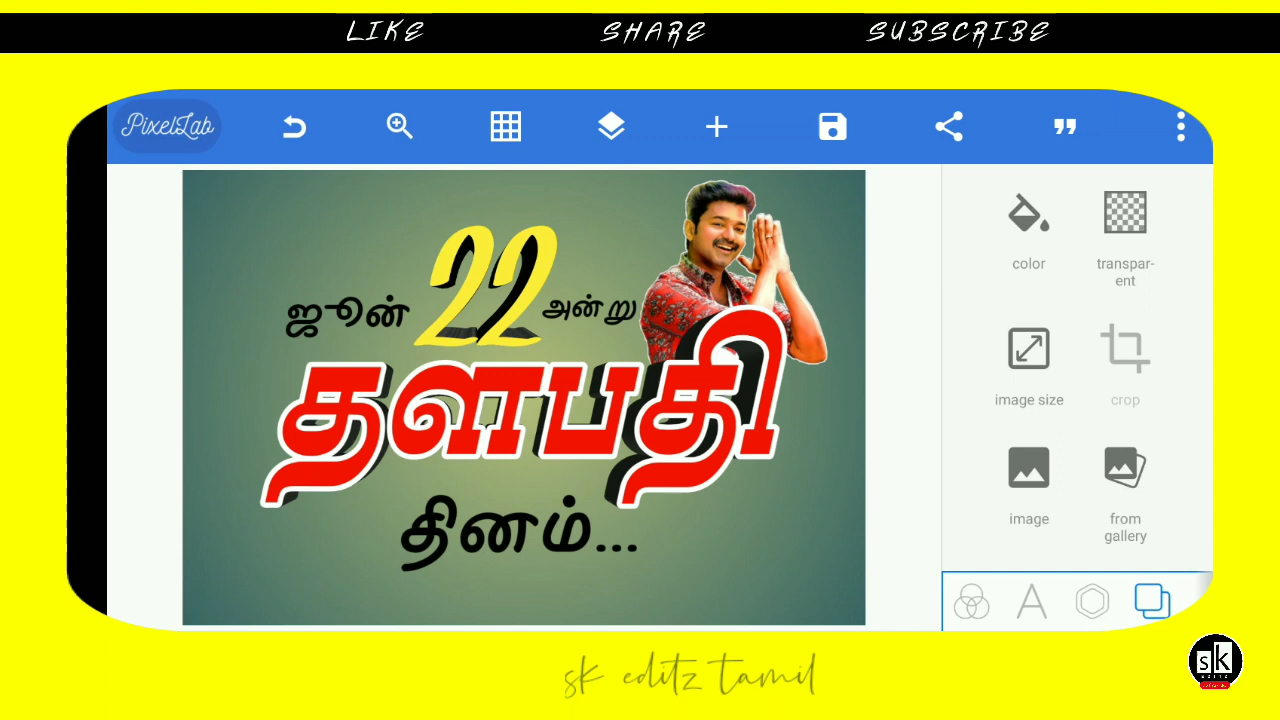 LIKE SHARE SUBSCRIBE
PixelLab
ஜூன் 22 அன்று
தளபதி
தினம்...
color
transpar-
ent
image size
crop
image
from
gallery
sk editz tamil
sk